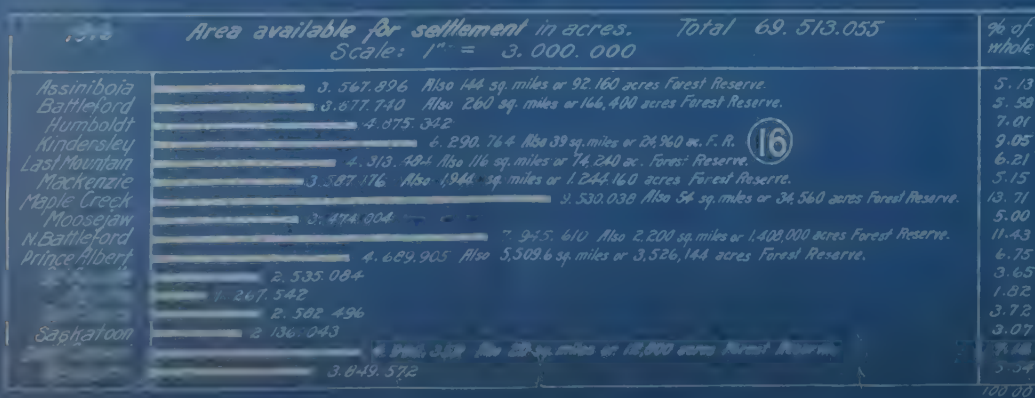 Area available for settlement in acres. Total 69.513.055 % of
Scale: 1" = 3.000.000 whole
Assiniboia 3.567.896 Also 144 sq. miles or 92.160 acres Forest Reserve. 5.13
Battleford 3.877.740 Also 260 sq. miles or 166,400 acres Forest Reserve. 5.58
Humboldt 4.875.342 7.01
Kindersley 6.290.764 Also 39 sq. miles or 24,960 ac. F. R. 16 9.05
Last Mountain 4.313.484 Also 116 sq. miles or 74,240 ac. Forest Reserve. 6.21
Mackenzie 3.587.176 Also 1,944 sq. miles or 1.244.160 acres Forest Reserve. 5.15
Maple Creek 9.530.038 Also 54 sq. miles or 34,560 acres Forest Reserve. 13.71
Moosejaw 3.474.004 5.00
N. Battleford 7.945.610 Also 2,200 sq. miles or 1,408,000 acres Forest Reserve. 11.43
Prince Albert 4.689.905 Also 5,509.6 sq. miles or 3,526,144 acres Forest Reserve. 6.75
2.535.084 3.65
267.542 1.82
2.582.496 3.72
Saskatoon 2.136.043 3.07
sq. miles or acres Forest Reserve.
3.849.572
100.00